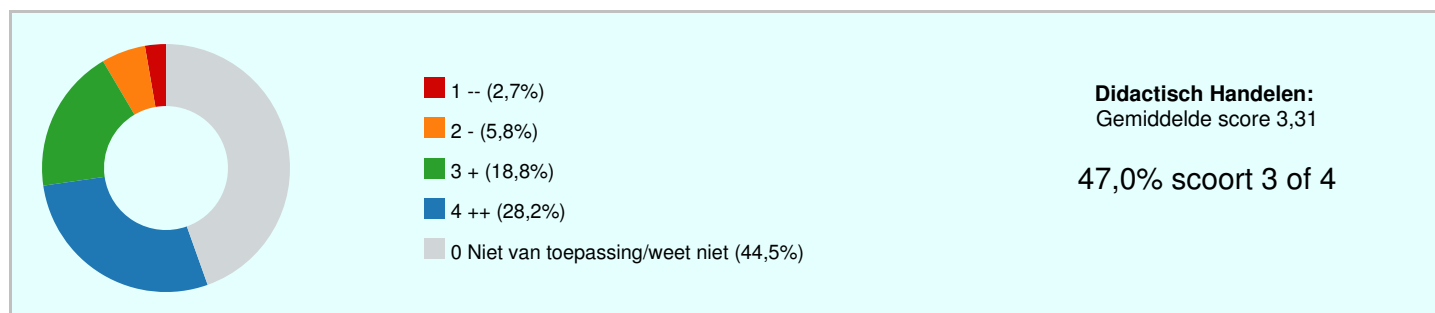 1 -- (2,7%)
2 - (5,8%)
3 + (18,8%)
4 ++ (28,2%)
0 Niet van toepassing/weet niet (44,5%)
Didactisch Handelen:
Gemiddelde score 3,31
47,0% scoort 3 of 4